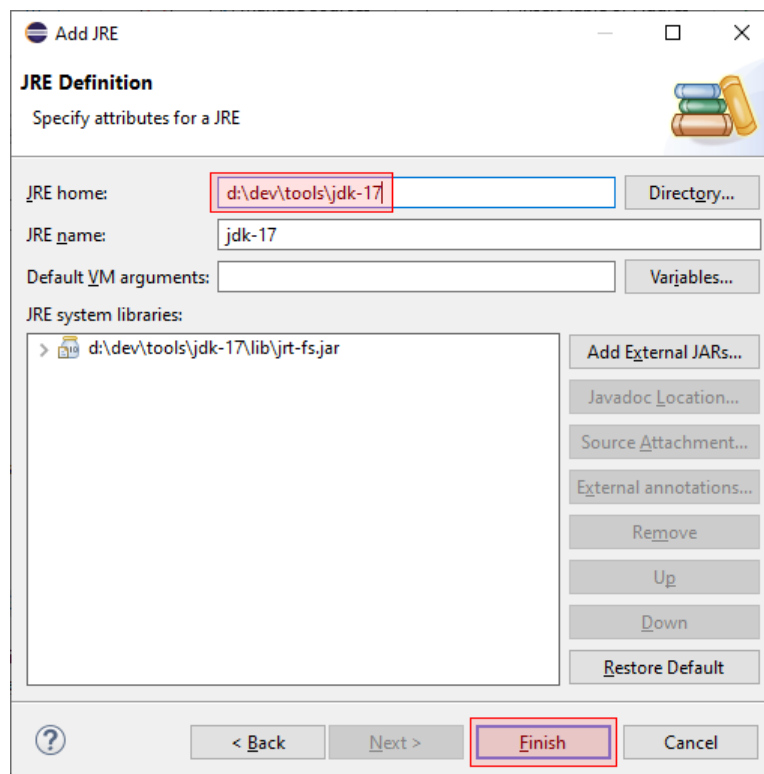 Add JRE
JRE Definition
Specify attributes for a JRE
JRE home: d:\dev\tools\jdk-17 Directory...
JRE name: jdk-17
Default VM arguments: Variables...
JRE system libraries:
d:\dev\tools\jdk-17\lib\jrt-fs.jar
Add External JARs...
Javadoc Location...
Source Attachment...
External annotations...
Remove
Up
Down
Restore Default
? < Back Next > Finish Cancel